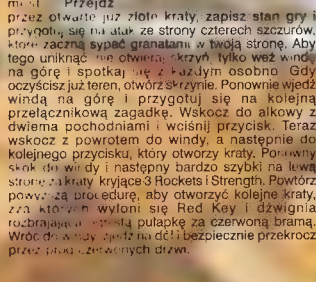 Przejdź
przez otwarte już złote kraty, zapisz stan gry i
przygotuj się na atak ze strony czterech szczurów,
które zaczną sypać granatami w twoją stronę. Aby
tego uniknąć nie otwieraj skrzyń, tylko weź windę
na górę i spotkaj się z każdym osobno Gdy
oczyścisz już teren, otwórz skrzynie. Ponownie wjedź
windą na górę i przygotuj się na kolejną
przełącznikową zagadkę. Wskocz do alkowy z
dwiema pochodniami i wciśnij przycisk. Teraz
wskocz z powrotem do windy, a następnie do
kolejnego przycisku, który otworzy kraty. Ponowny
skok do windy i następny bardzo szybki na lewą
stronę za kraty kryjące 3 Rockets i Strength. Powtórz
powyższą procedurę, aby otworzyć kolejne kraty,
zza których wyłoni się Red Key i dźwignia
rozbrajająca pułapkę za czerwoną bramą.
Wróć do windy zjedź na dół i bezpiecznie przekrocz
przez próg czerwonych drzwi.